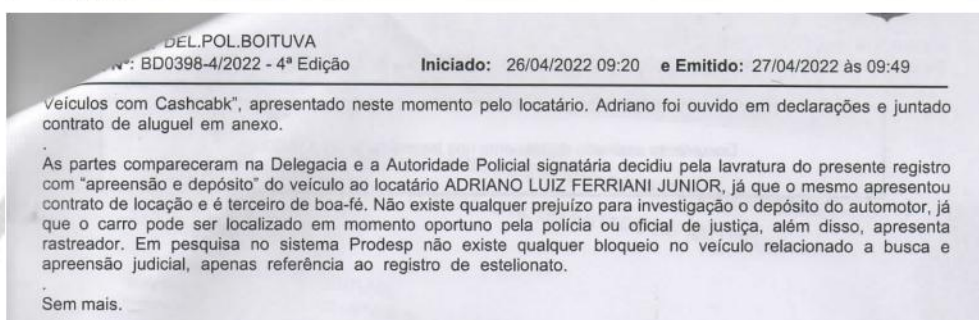 DEL.POL.BOITUVA
Nº: BD0398-4/2022 - 4ª Edição Iniciado: 26/04/2022 09:20 e Emitido: 27/04/2022 às 09:49
veículos com Cashcabk", apresentado neste momento pelo locatário. Adriano foi ouvido em declarações e juntado
contrato de aluguel em anexo.
.
As partes compareceram na Delegacia e a Autoridade Policial signatária decidiu pela lavratura do presente registro
com "apreensão e depósito" do veículo ao locatário ADRIANO LUIZ FERRIANI JUNIOR, já que o mesmo apresentou
contrato de locação e é terceiro de boa-fé. Não existe qualquer prejuízo para investigação o depósito do automotor, já
que o carro pode ser localizado em momento oportuno pela polícia ou oficial de justiça, além disso, apresenta
rastreador. Em pesquisa no sistema Prodesp não existe qualquer bloqueio no veículo relacionado a busca e
apreensão judicial, apenas referência ao registro de estelionato.
.
Sem mais.